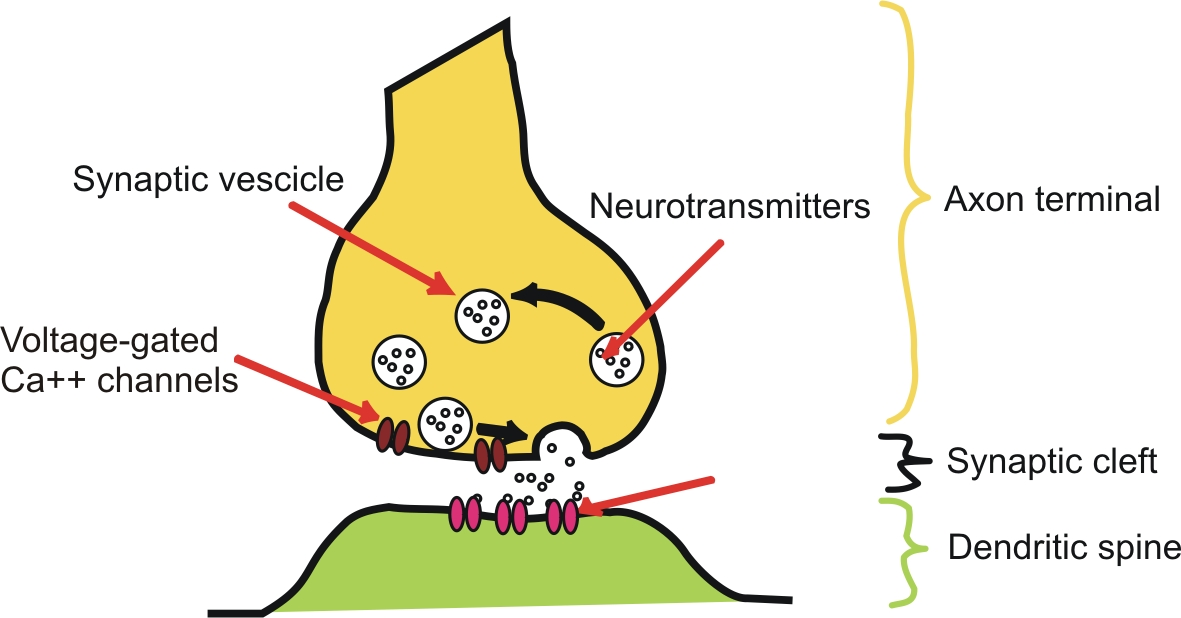 Synaptic vescicle
Neurotransmitters
Axon terminal
Voltage-gated
Ca++ channels
Synaptic cleft
Dendritic spine